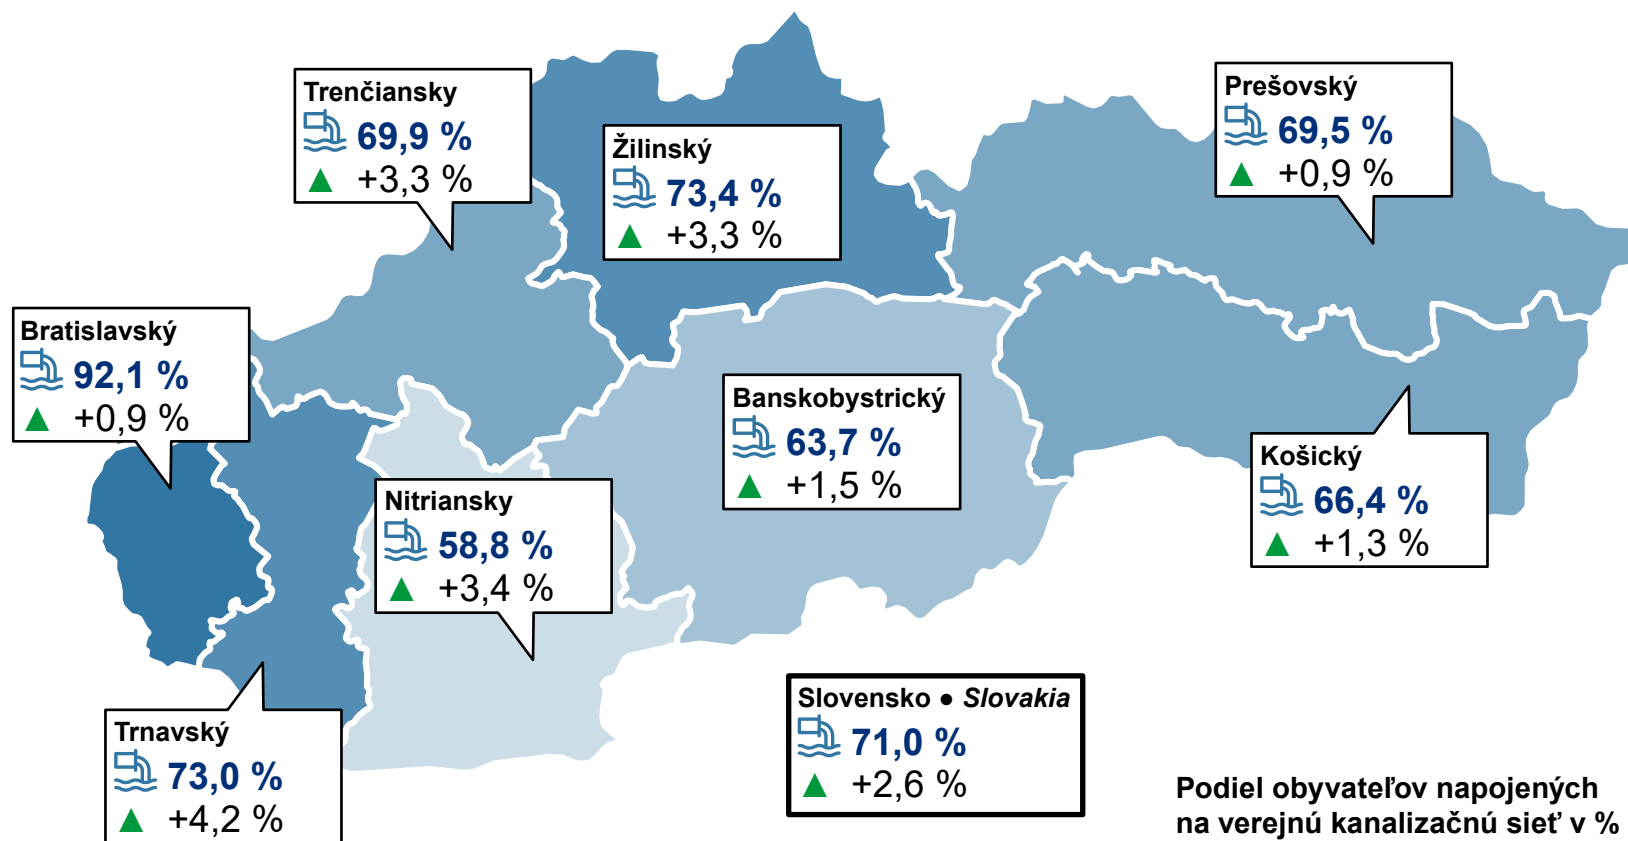 Trenčiansky
69,9 %
▲ +3,3 %
Žilinský
73,4 %
▲ +3,3 %
Prešovský
69,5 %
▲ +0,9 %
Bratislavský
92,1 %
▲ +0,9 %
Banskobystrický
63,7 %
▲ +1,5 %
Košický
66,4 %
▲ +1,3 %
Nitriansky
58,8 %
▲ +3,4 %
Trnavský
73,0 %
▲ +4,2 %
Slovensko ● Slovakia
71,0 %
▲ +2,6 %
Podiel obyvateľov napojených
na verejnú kanalizačnú sieť v %